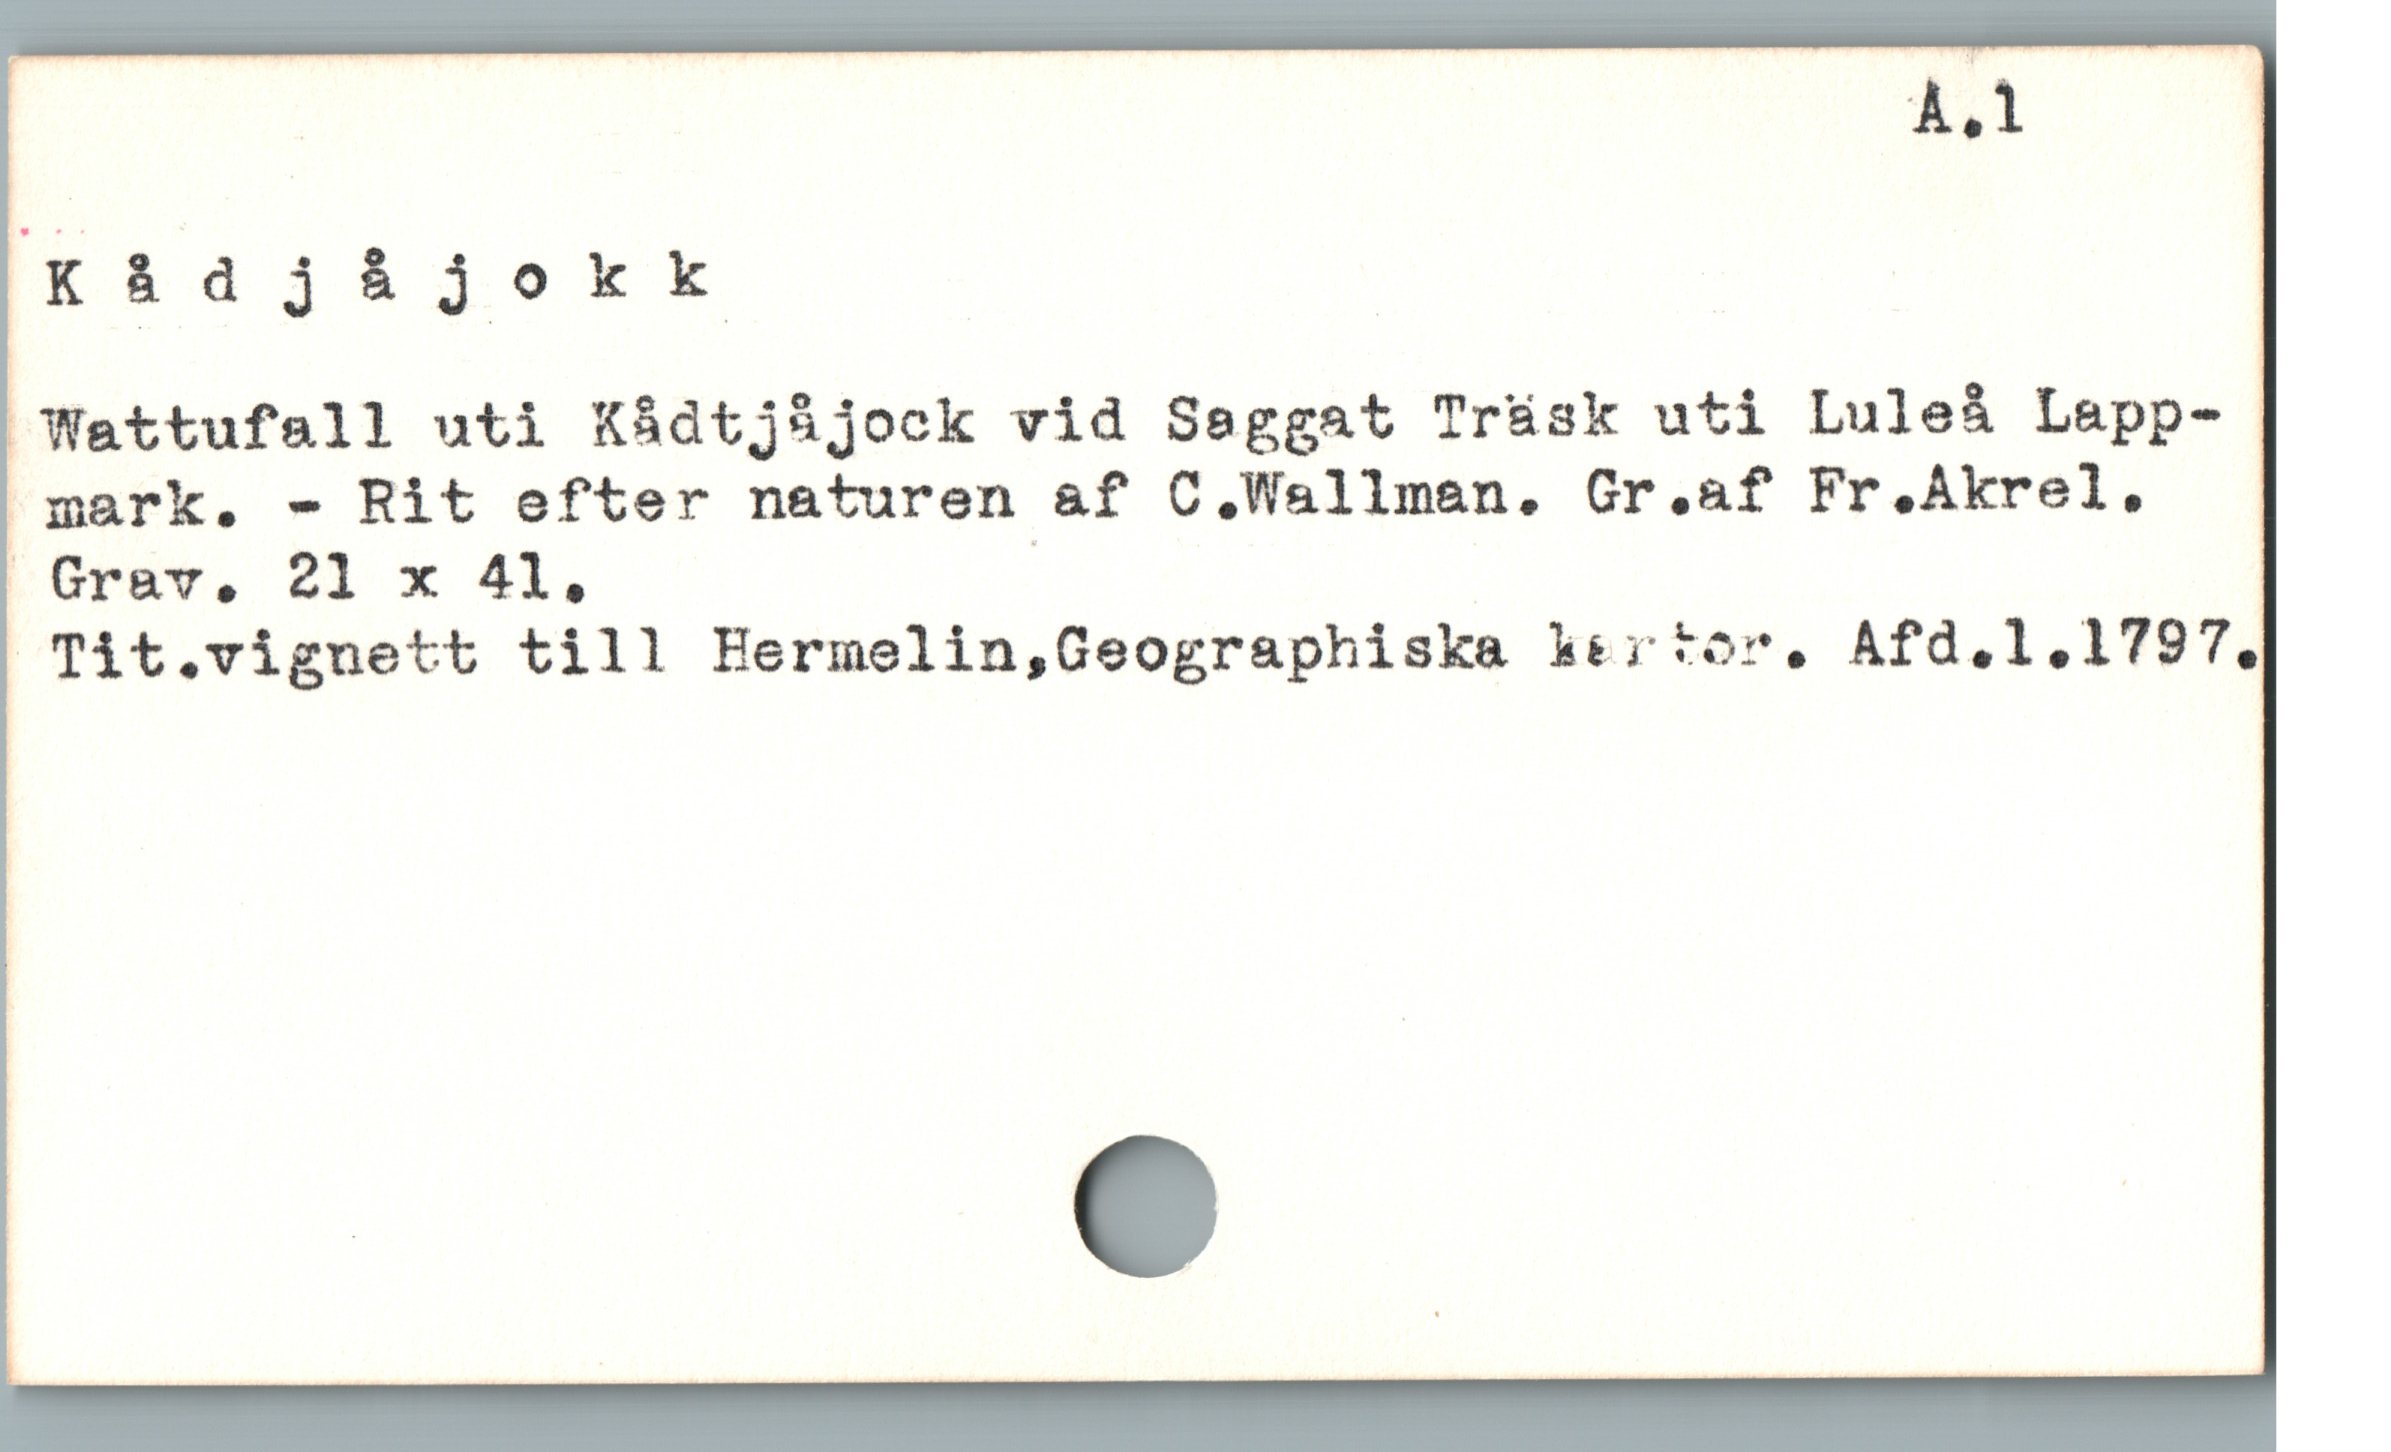 A.1
K å d j å j o k k
Wattufall uti Kådtjåjock vid Saggat Träsk uti Luleå Lapp-
mark. - Rit efter naturen af C.Wallman. Gr.af Fr.Akrel.
Grav. 21 x 41.
Tit.vignett till Hermelin,Geographiska kartor. Afd.1.1797.